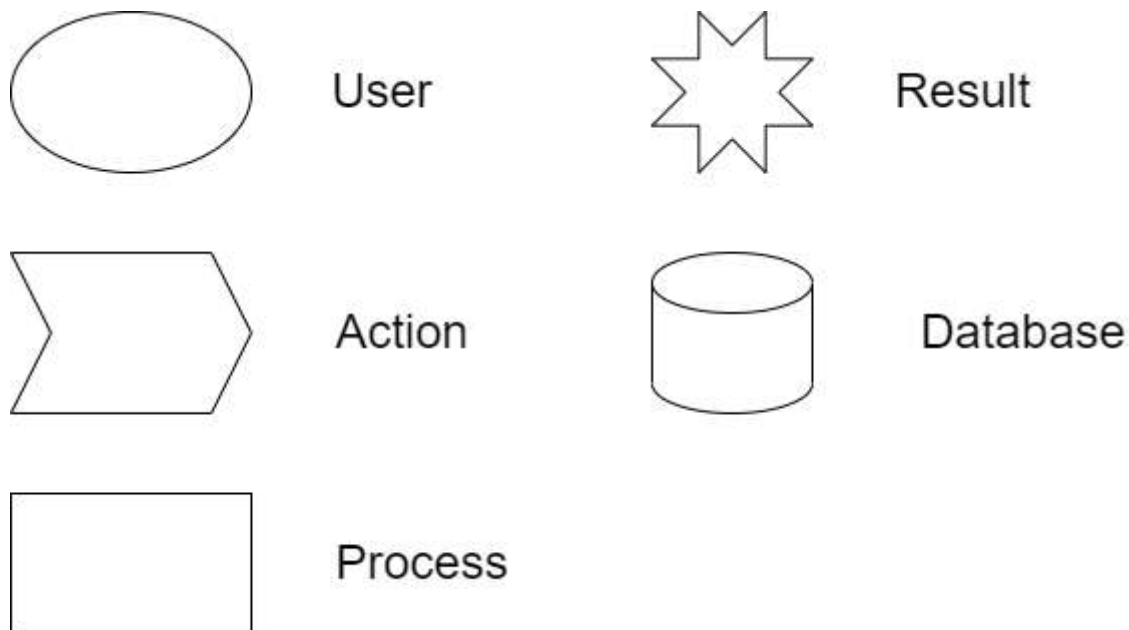 User
Result
Action
Database
Process